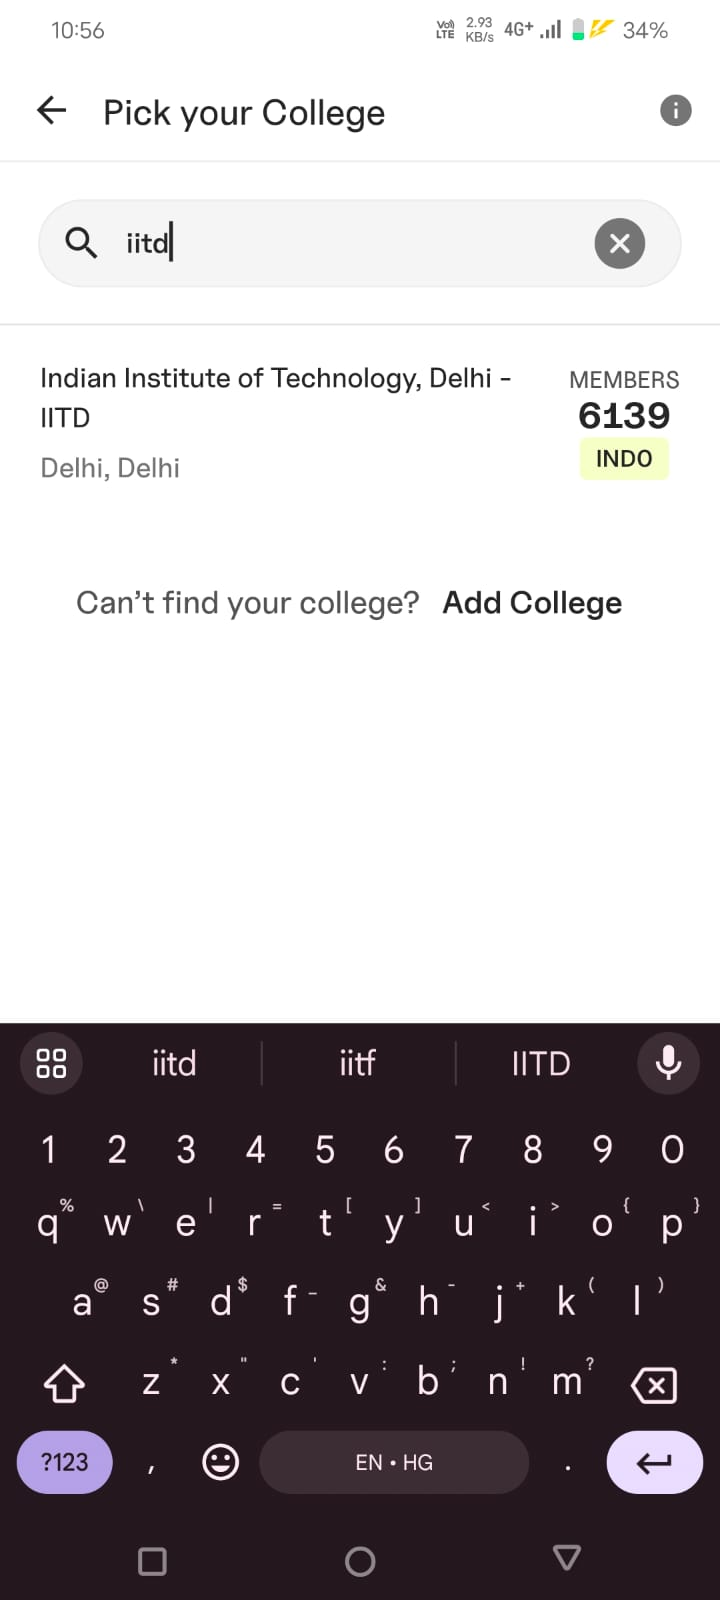 10:56 Vo) LTE 2.93 KB/s 4G+ 34%
Pick your College
iitd
Indian Institute of Technology, Delhi -
IITD
Delhi, Delhi
MEMBERS
6139
INDO
Can't find your college? Add College
iitd iitf IITD
1 2 3 4 5 6 7 8 9 0
q% w\ e| r= t[ y] u< i> o{ p}
a@ s# d$ f- g& h- j+ k( l)
z* x" c' v: b; n! m?
?123 , EN • HG .